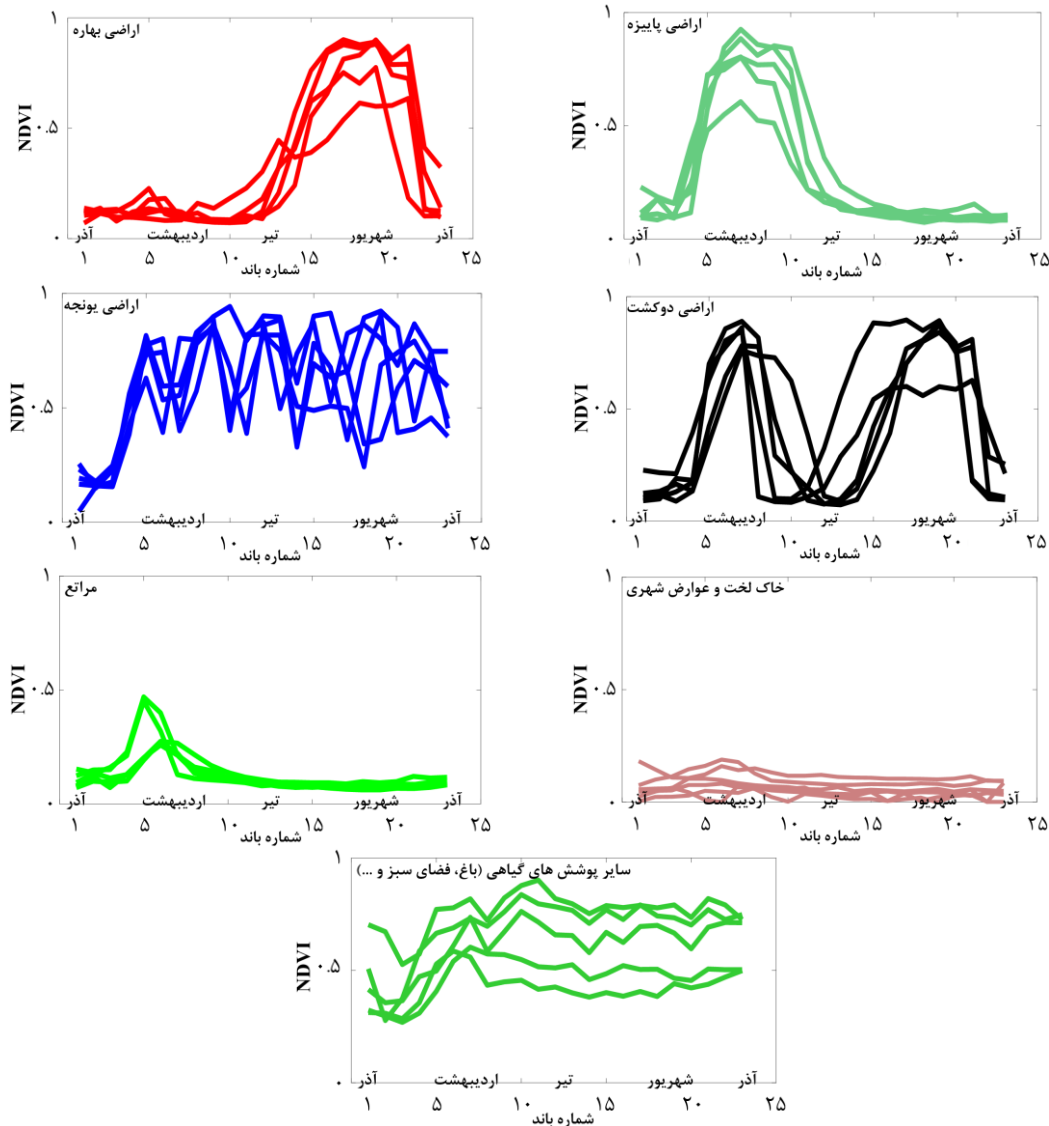 اراضی بهاره
۱
NDVI
۰.۵
۰
آذر اردیبهشت تیر شهریور آذر
۱ ۵ ۱۰ ۱۵ ۲۰ ۲۵
شماره باند
اراضی پاییزه
۱
NDVI
۰.۵
۰
آذر اردیبهشت تیر شهریور آذر
۱ ۵ ۱۰ ۱۵ ۲۰ ۲۵
شماره باند
اراضی یونجه
۱
NDVI
۰.۵
۰
آذر اردیبهشت تیر شهریور آذر
۱ ۵ ۱۰ ۱۵ ۲۰ ۲۵
شماره باند
اراضی دوکشت
۱
NDVI
۰.۵
۰
آذر اردیبهشت تیر شهریور آذر
۱ ۵ ۱۰ ۱۵ ۲۰ ۲۵
شماره باند
مراتع
۱
NDVI
۰.۵
۰
آذر اردیبهشت تیر شهریور آذر
۱ ۵ ۱۰ ۱۵ ۲۰ ۲۵
شماره باند
خاک لخت و عوارض شهری
۱
NDVI
۰.۵
۰
آذر اردیبهشت تیر شهریور آذر
۱ ۵ ۱۰ ۱۵ ۲۰ ۲۵
شماره باند
سایر پوشش های گیاهی (باغ، فضای سبز و ...)
۱
NDVI
۰.۵
۰
آذر اردیبهشت تیر شهریور آذر
۱ ۵ ۱۰ ۱۵ ۲۰ ۲۵
شماره باند